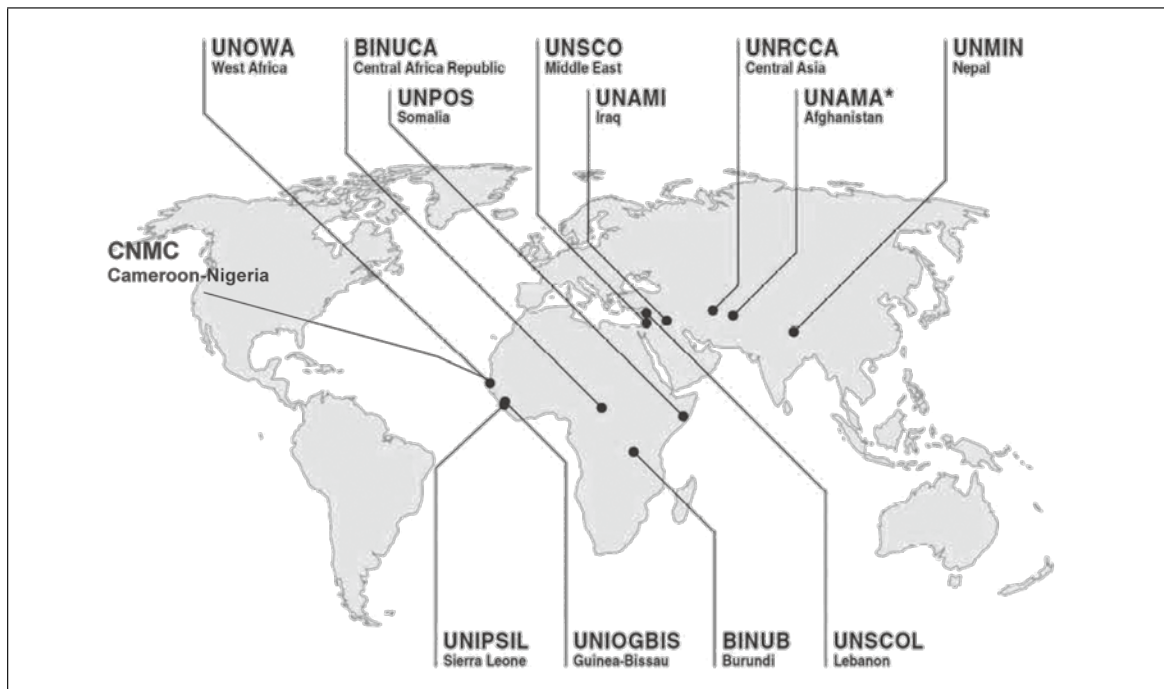 UNOWA
West Africa
BINUCA
Central Africa Republic
UNSCO
Middle East
UNRCCA
Central Asia
UNMIN
Nepal
UNPOS
Somalia
UNAMI
Iraq
UNAMA*
Afghanistan
CNMC
Cameroon-Nigeria
UNIPSIL
Sierra Leone
UNIOGBIS
Guinea-Bissau
BINUB
Burundi
UNSCOL
Lebanon